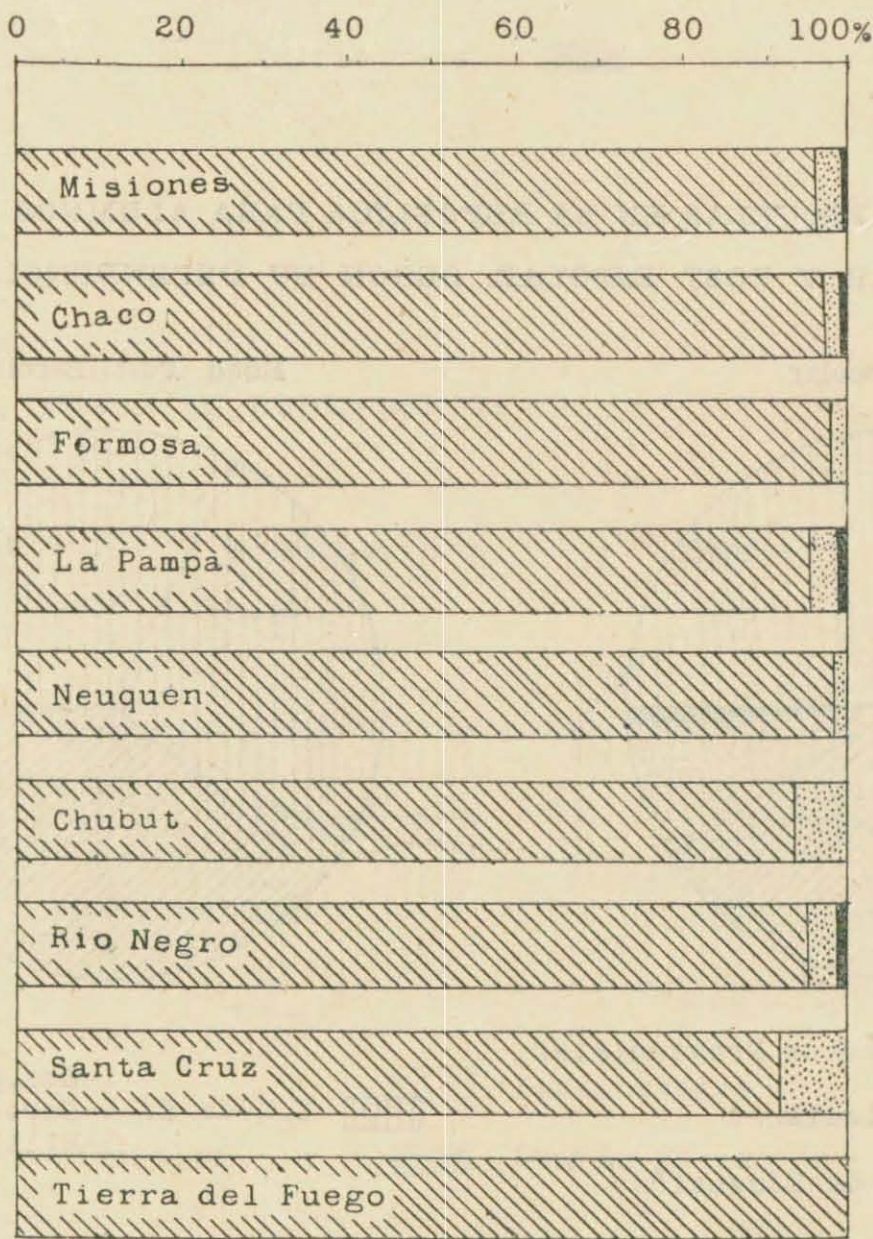 0 20 40 60 80 100%
Misiones
Chaco
Formosa
La Pampa
Neuquen
Chubut
Rio Negro
Santa Cruz
Tierra del Fuego